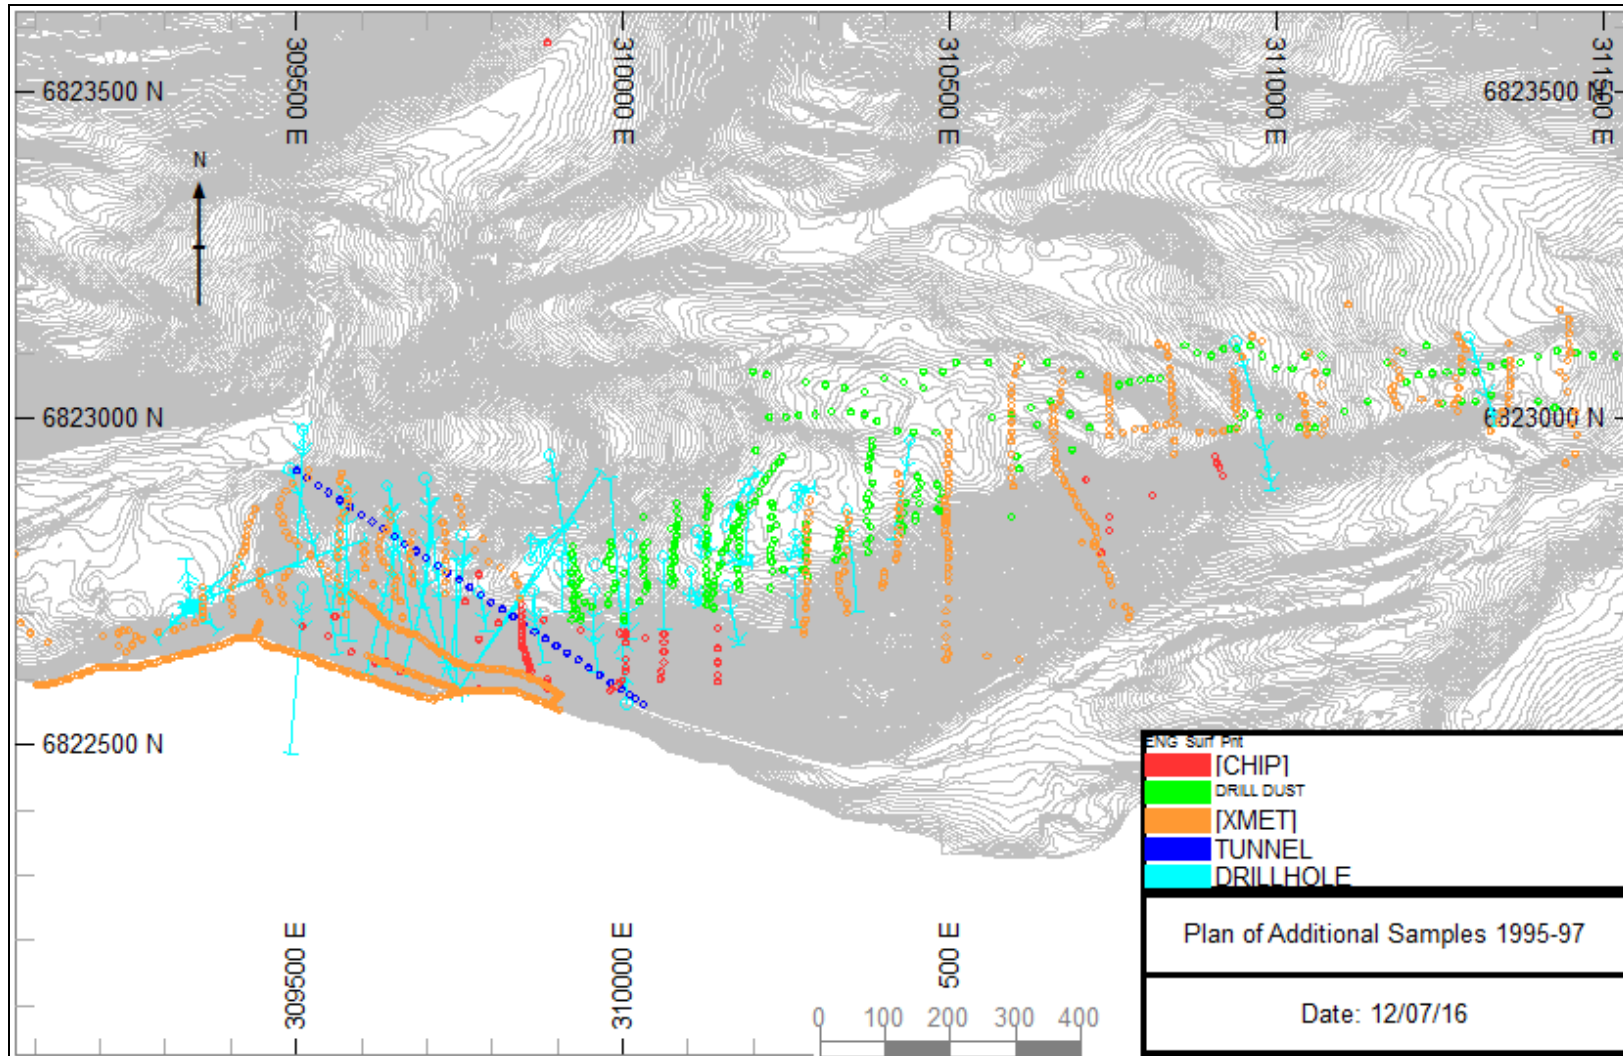 309500 E
310000 E
310500 E
311000 E
311500 E
6823500 N
6823500 N
N
6823000 N
6823000 N
6822500 N
ENG Surf Pnt
[CHIP]
DRILL DUST
[XMET]
TUNNEL
DRILLHOLE
Plan of Additional Samples 1995-97
Date: 12/07/16
309500 E
310000 E
500 E
0 100 200 300 400